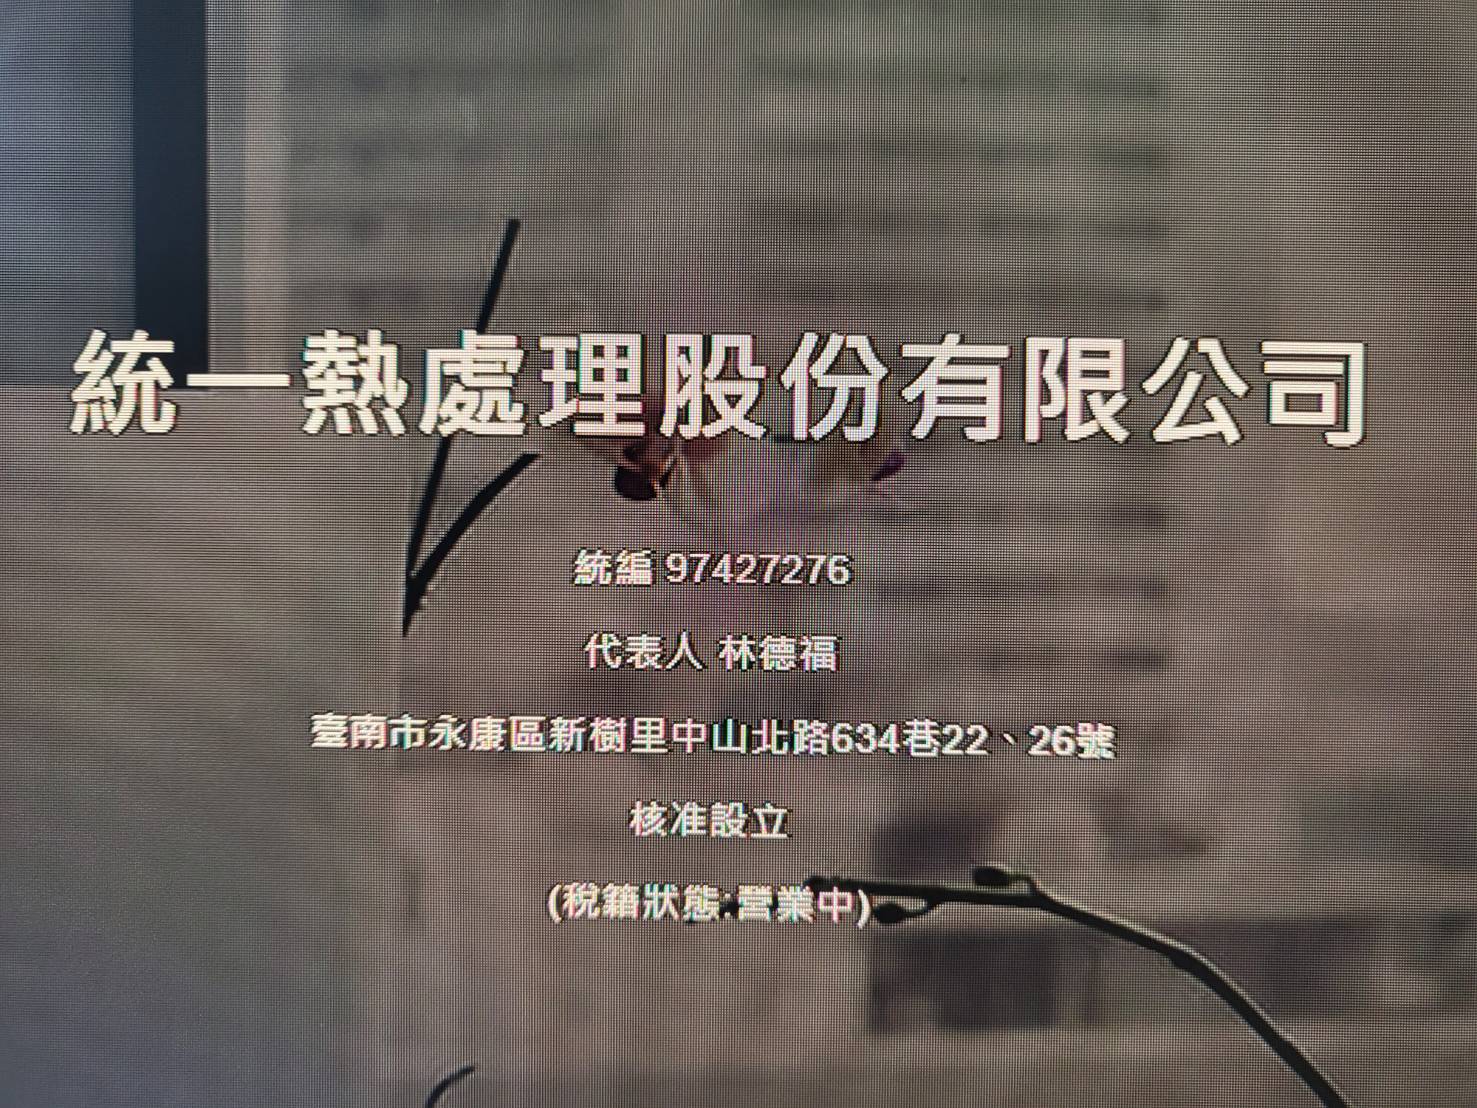 統一熱處理股份有限公司
統編 97427276
代表人 林德福
臺南市永康區新樹里中山北路634巷22、26號
核准設立
(稅籍狀態:營業中)